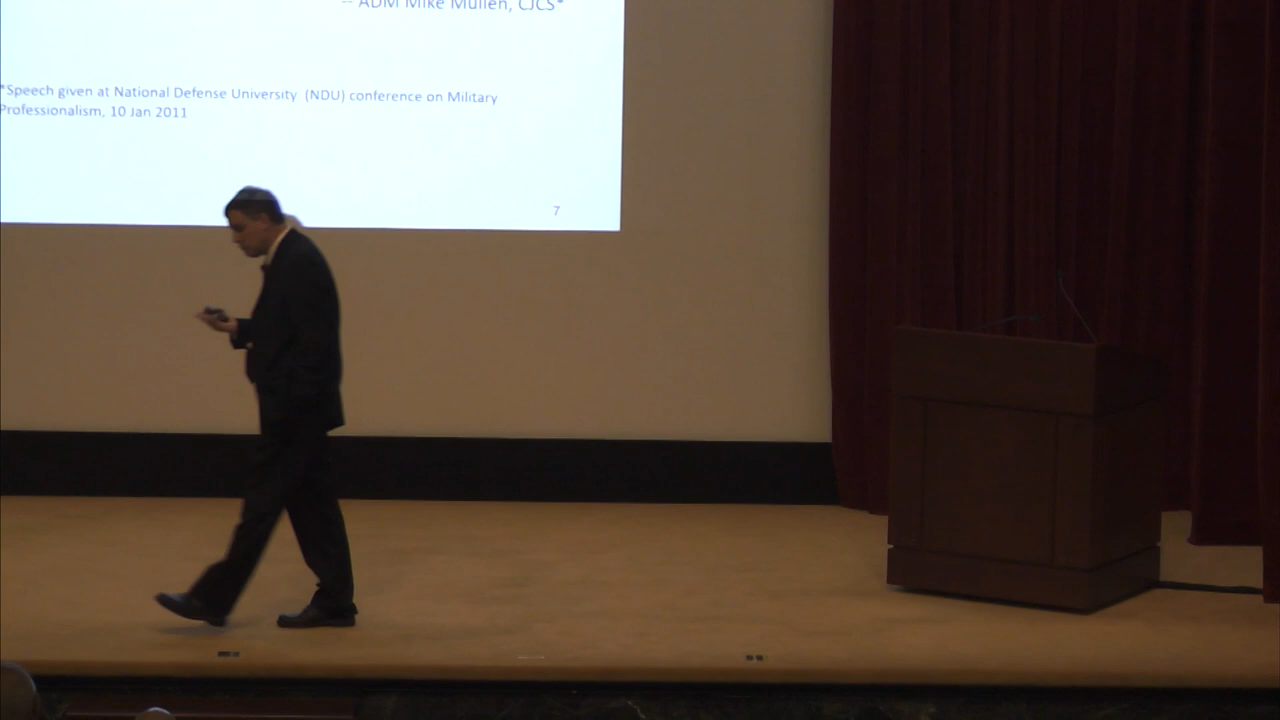 -- ADM Mike Mullen, CJCS*
*Speech given at National Defense University (NDU) conference on Military
Professionalism, 10 Jan 2011
7